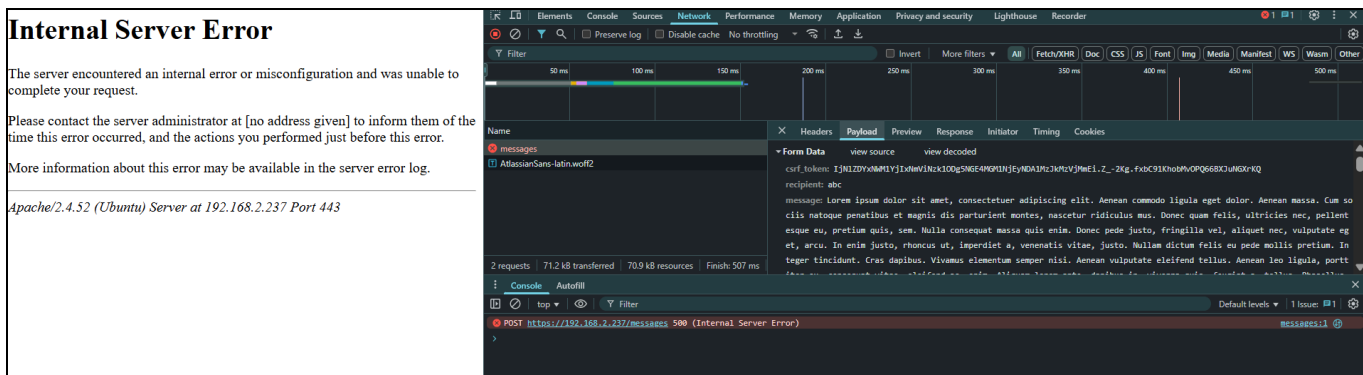 Internal Server Error
The server encountered an internal error or misconfiguration and was unable to
complete your request.
Please contact the server administrator at [no address given] to inform them of the
time this error occurred, and the actions you performed just before this error.
More information about this error may be available in the server error log.
Apache/2.4.52 (Ubuntu) Server at 192.168.2.237 Port 443
Elements Console Sources Network Performance Memory Application Privacy and security Lighthouse Recorder 1 1
Preserve log Disable cache No throttling
Filter Invert More filters All Fetch/XHR Doc CSS JS Font Img Media Manifest WS Wasm Other
50 ms 100 ms 150 ms 200 ms 250 ms 300 ms 350 ms 400 ms 450 ms 500 ms
Name
messages
AtlassianSans-latin.woff2
2 requests 71.2 kB transferred 70.9 kB resources Finish: 507 ms
Headers Payload Preview Response Initiator Timing Cookies
Form Data view source view decoded
csrf_token:
recipient: abc
message: Lorem ipsum dolor sit amet, consectetuer adipiscing elit. Aenean commodo ligula eget dolor. Aenean massa. Cum so
ciis natoque penatibus et magnis dis parturient montes, nascetur ridiculus mus. Donec quam felis, ultricies nec, pellent
esque eu, pretium quis, sem. Nulla consequat massa quis enim. Donec pede justo, fringilla vel, aliquet nec, vulputate eg
et, arcu. In enim justo, rhoncus ut, imperdiet a, venenatis vitae, justo. Nullam dictum felis eu pede mollis pretium. In
teger tincidunt. Cras dapibus. Vivamus elementum semper nisi. Aenean vulputate eleifend tellus. Aenean leo ligula, portt
Console Autofill
top Filter Default levels 1 Issue: 1
POST https://192.168.2.237/messages 500 (Internal Server Error) messages:1